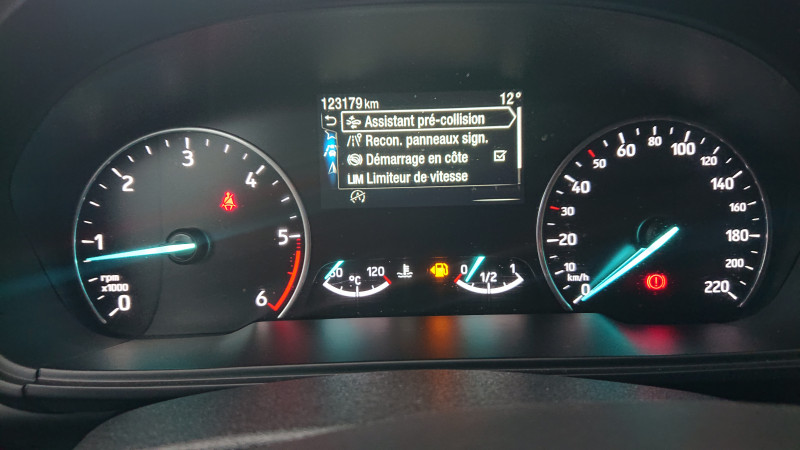 123179 km 12°
Assistant pré-collision
Recon. panneaux sign.
Démarrage en côte
LIM Limiteur de vitesse
0 1 2 3 4 5 6
rpm
x1000
60 °C 120
0 1/2 1
0 10 20 30 40 50 60 80 100 120 140 160 180 200 220
km/h